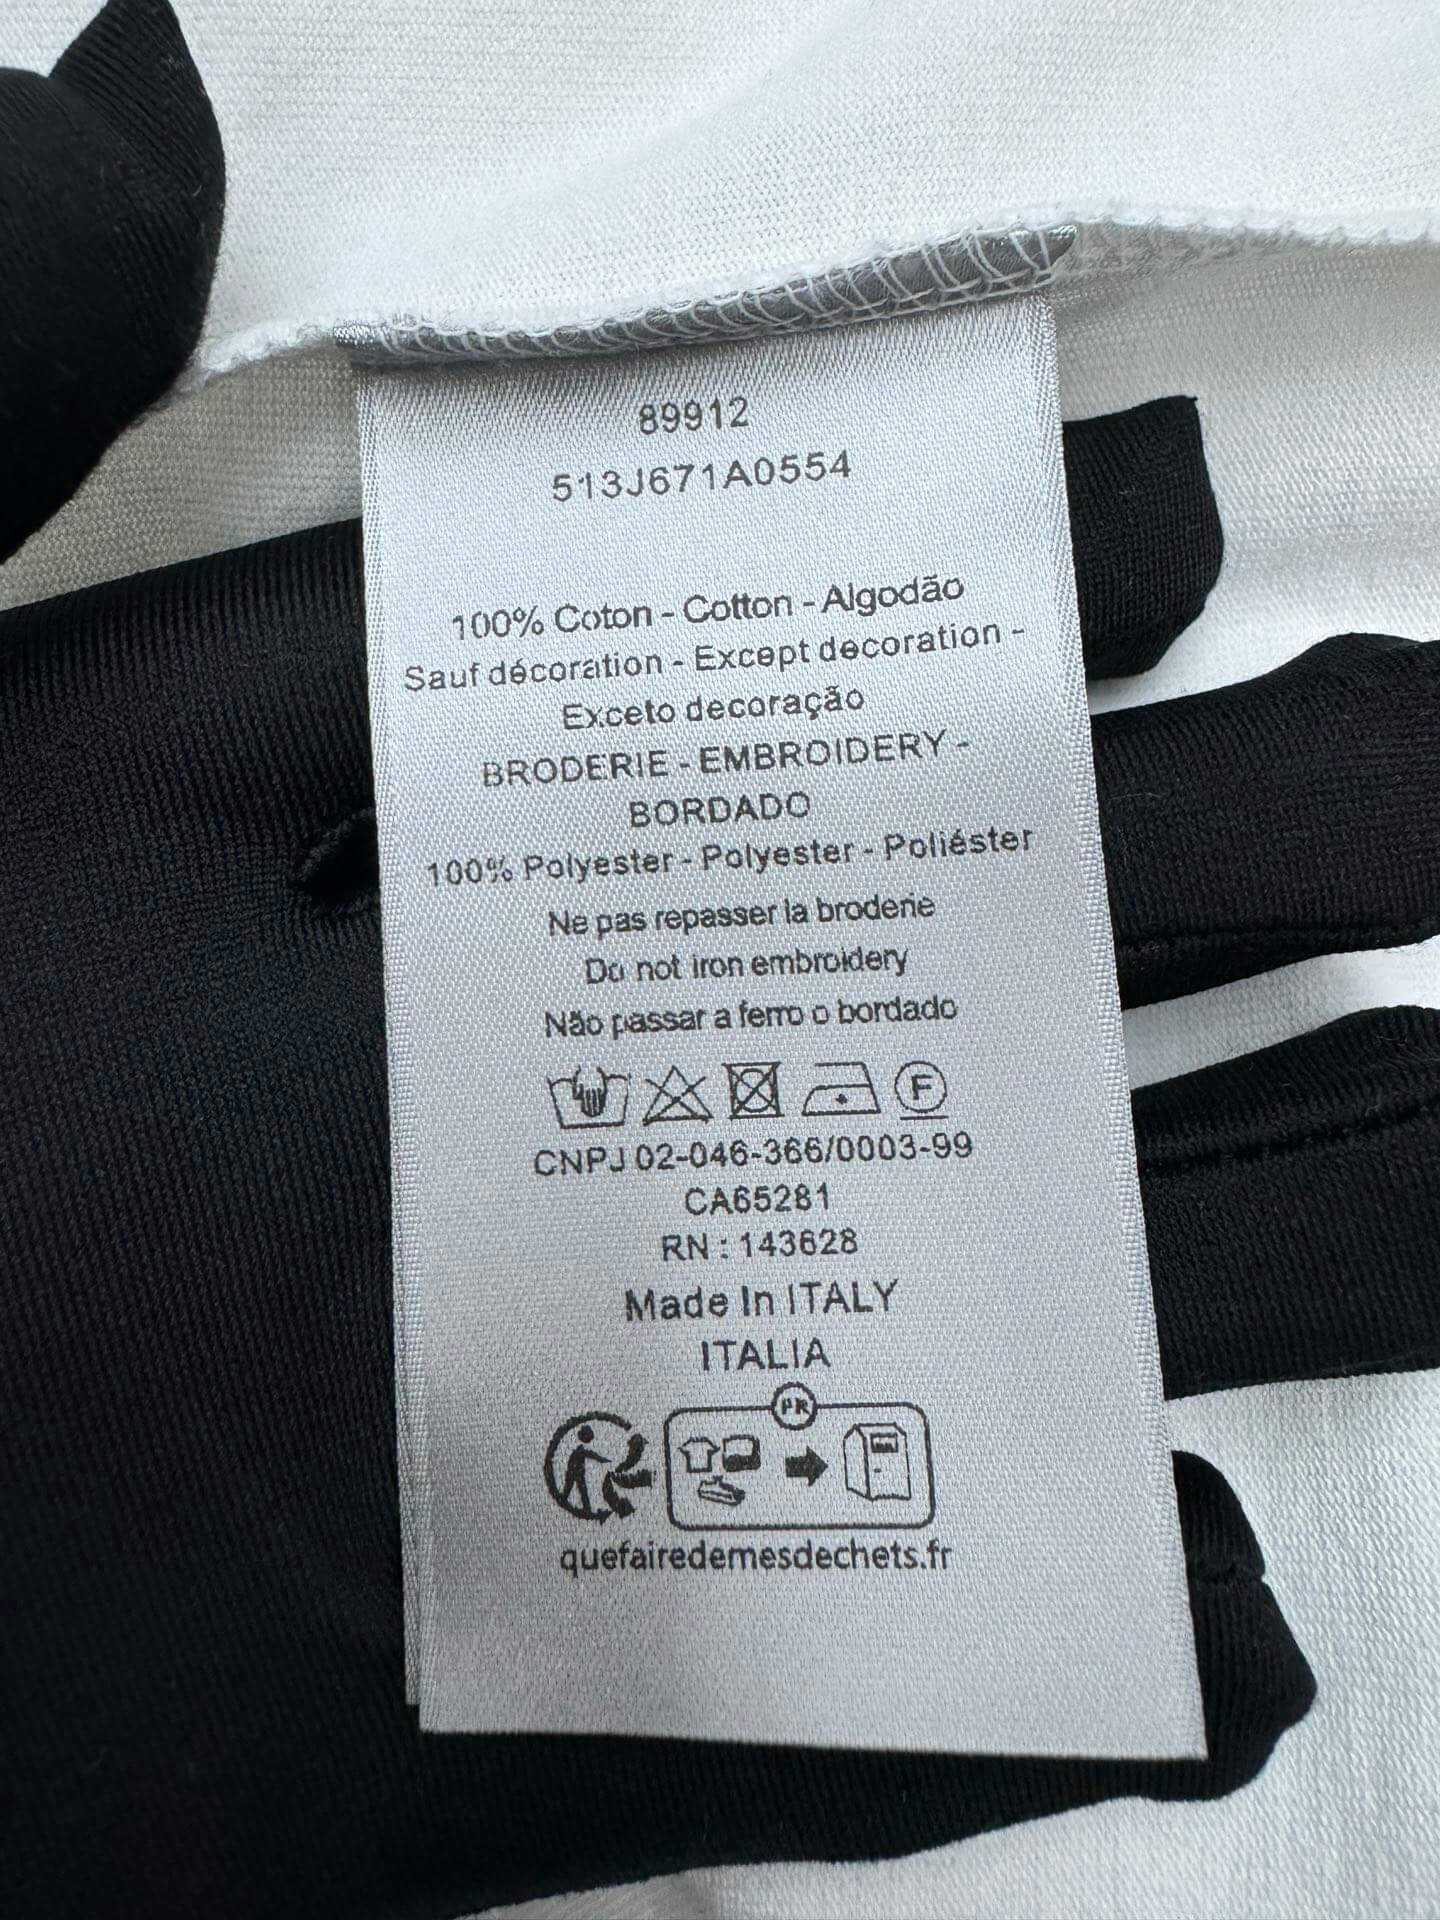 89912
513J671A0554
100% Coton - Cotton - Algodão
Sauf décoration - Except decoration -
Exceto decoração
BRODERIE - EMBROIDERY -
BORDADO
100% Polyester - Polyester - Poliéster
Ne pas repasser la broderie
Do not iron embroidery
Não passar a ferro o bordado
F
CNPJ 02-046-366/0003-99
CA65281
RN : 143628
Made In ITALY
ITALIA
FR
quefairedemesdechets.fr